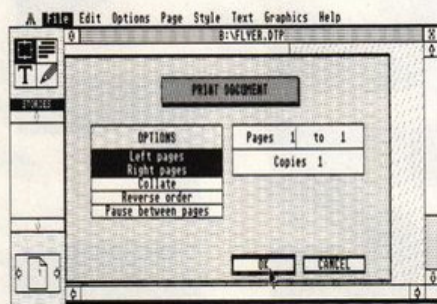 File Edit Options Page Style Text Graphics Help
B:\FLYER.DTP
T
STORIES
PRINT DOCUMENT
OPTIONS
Left pages
Right pages
Collate
Reverse order
Pause between pages
Pages 1 to 1
Copies 1
1
OK CANCEL